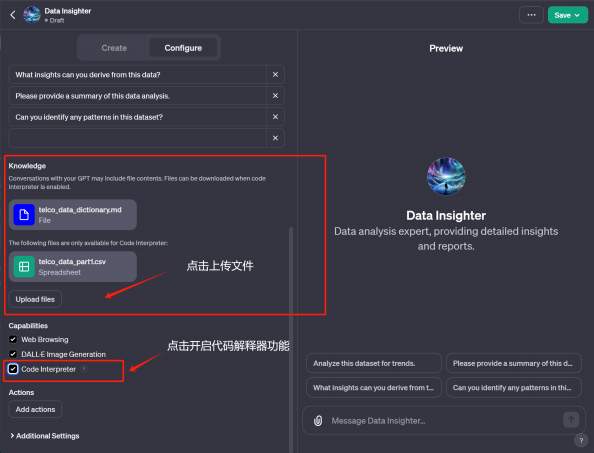 Data Insighter
Draft
Save
Create
Configure
Preview
What insights can you derive from this data?
Please provide a summary of this data analysis.
Can you identify any patterns in this dataset?
Knowledge
Conversations with your GPT may include file contents. Files can be downloaded when code
interpreter is enabled.
telco_data_dictionary.md
File
The following files are only available for Code Interpreter:
telco_data_part1.csv
Spreadsheet
点击上传文件
Upload files
Capabilities
Web Browsing
DALL·E Image Generation
Code Interpreter
点击开启代码解释器功能
Actions
Add actions
Additional Settings
Data Insighter
Data analysis expert, providing detailed insights
and reports.
Analyze this dataset for trends.
Please provide a summary of this d...
What insights can you derive from t...
Can you identify any patterns in this...
Message Data Insighter...
?